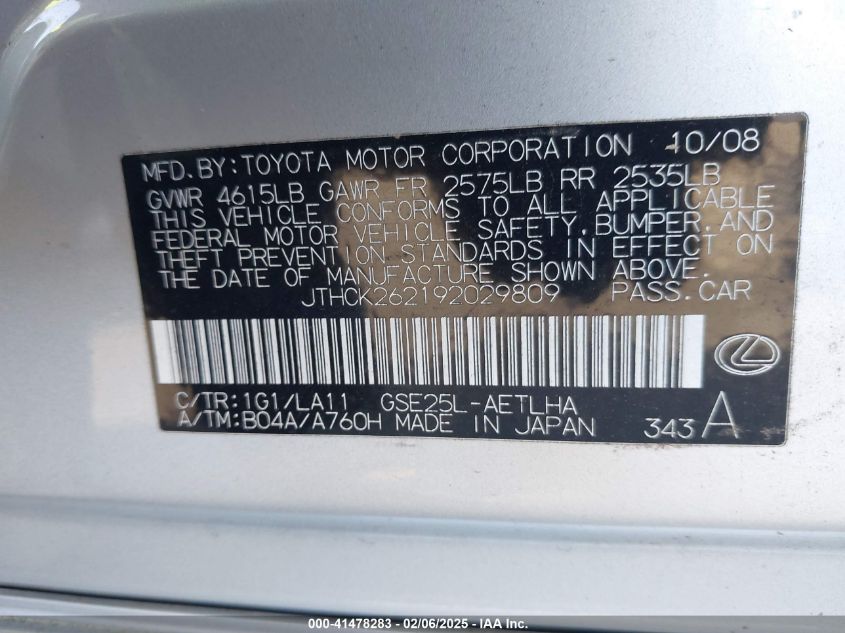 MFD.BY:TOYOTA MOTOR CORPORATION 10/08
GVWR 4615LB GAWR FR 2575LB RR 2535LB
THIS VEHICLE CONFORMS TO ALL APPLICABLE
FEDERAL MOTOR VEHICLE SAFETY,BUMPER,AND
THEFT PREVENTION STANDARDS IN EFFECT ON
THE DATE OF MANUFACTURE SHOWN ABOVE.
JTHCK262192029809 PASS.CAR
C/TR:1G1/LA11 GSE25L-AETLHA
A/TM:B04A/A760H MADE IN JAPAN 343 A
000-41478283 - 02/06/2025 - IAA Inc.